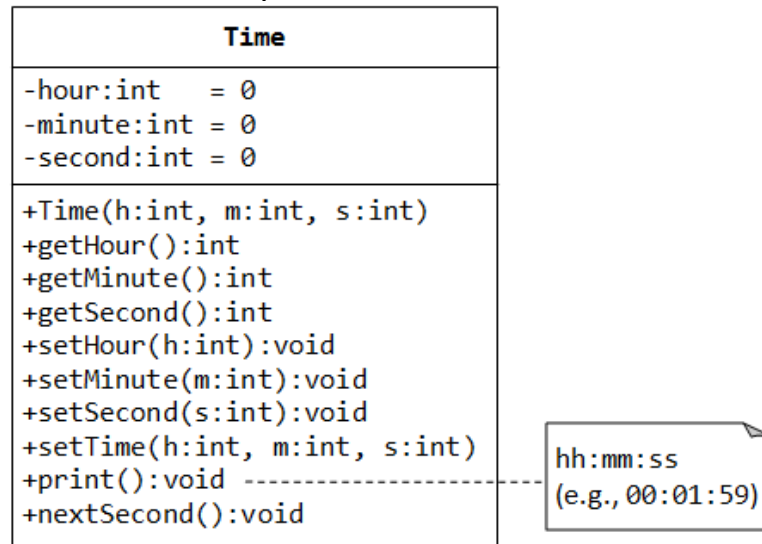 Time
-hour:int   = 0
-minute:int = 0
-second:int = 0
+Time(h:int, m:int, s:int)
+getHour():int
+getMinute():int
+getSecond():int
+setHour(h:int):void
+setMinute(m:int):void
+setSecond(s:int):void
+setTime(h:int, m:int, s:int)
+print():void
+nextSecond():void
hh:mm:ss
(e.g., 00:01:59)